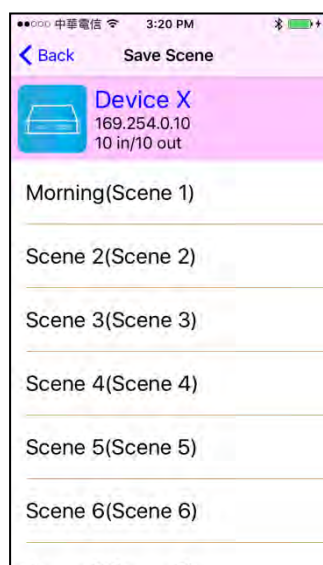 中華電信 3:20 PM
Back Save Scene
Device X
169.254.0.10
10 in/10 out
Morning(Scene 1)
Scene 2(Scene 2)
Scene 3(Scene 3)
Scene 4(Scene 4)
Scene 5(Scene 5)
Scene 6(Scene 6)